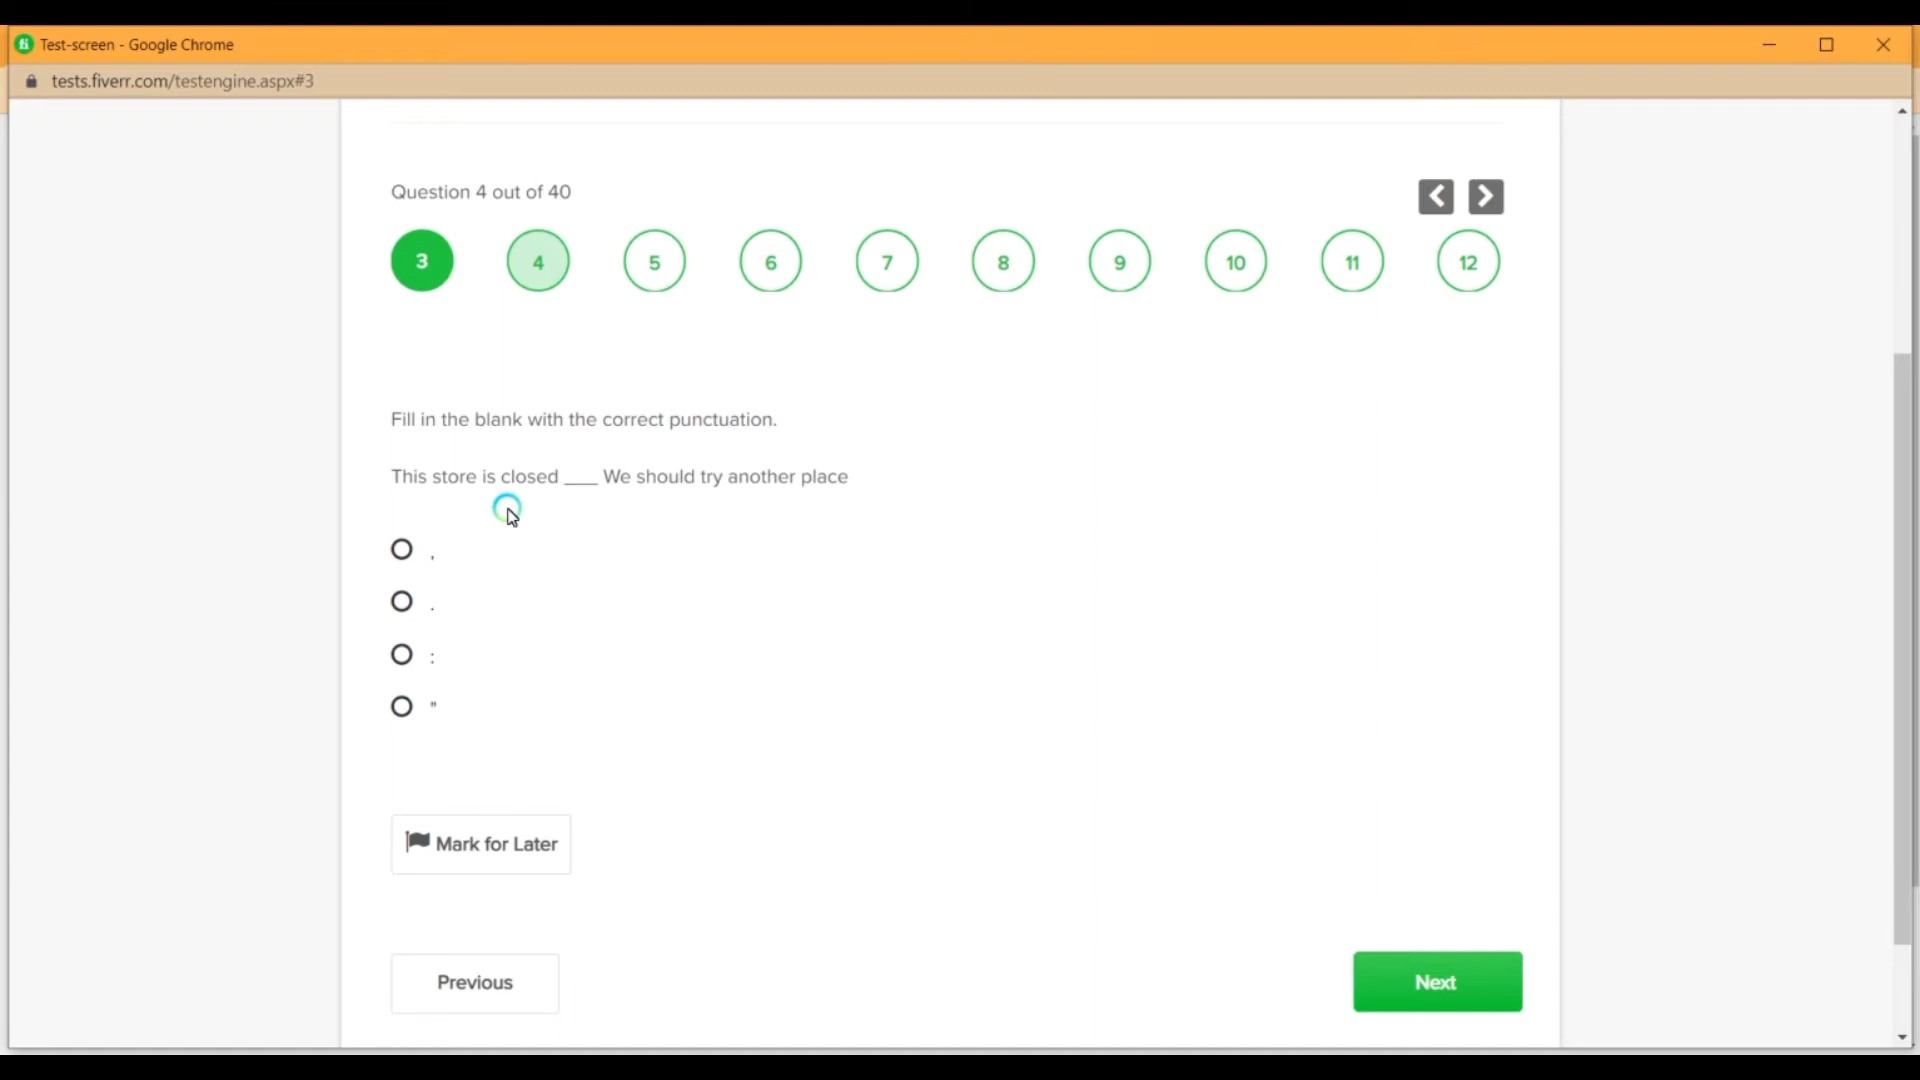 Test-screen - Google Chrome
tests.fiverr.com/testengine.aspx#3
Question 4 out of 40
3 4 5 6 7 8 9 10 11 12
Fill in the blank with the correct punctuation.
This store is closed ___ We should try another place
,
.
:
"
Mark for Later
Previous
Next